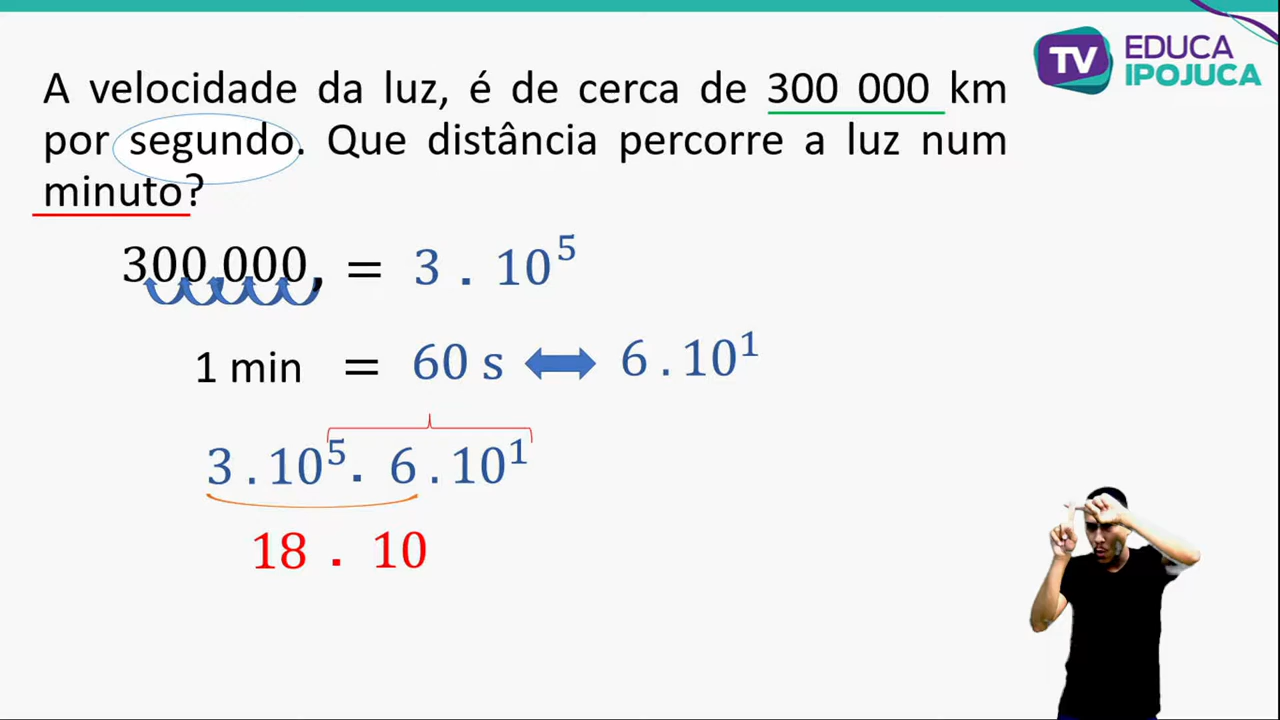 TV EDUCA
IPOJUCA
A velocidade da luz, é de cerca de 300 000 km
por segundo. Que distância percorre a luz num
minuto?
300 000, = 3 . 10⁵
1 min = 60 s ⟺ 6 . 10¹
3 . 10⁵ . 6 . 10¹
18 . 10